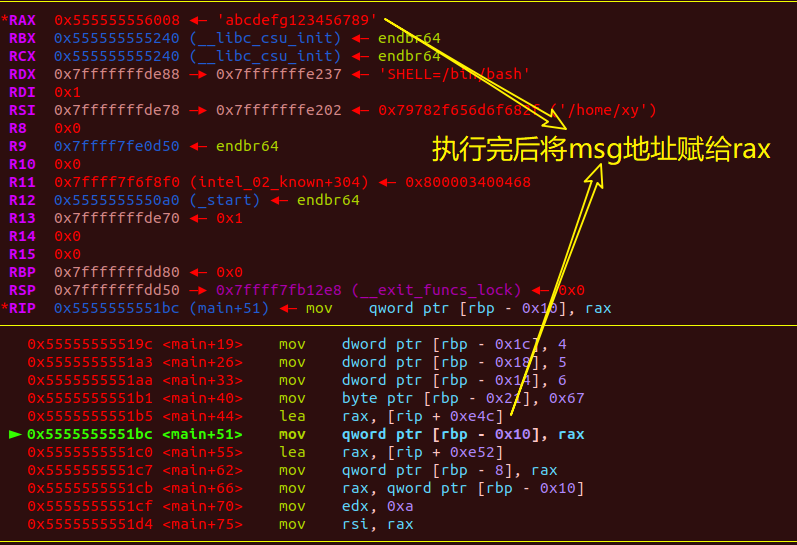 *RAX  0x555555556008 ◂— 'abcdefg123456789'
RBX  0x555555555240 (__libc_csu_init) ◂— endbr64
RCX  0x555555555240 (__libc_csu_init) ◂— endbr64
RDX  0x7fffffffde88 —▸ 0x7fffffffe237 ◂— 'SHELL=/bin/bash'
RDI  0x1
RSI  0x7fffffffde78 —▸ 0x7fffffffe202 ◂— ('/home/xy')
R8   0x0
R9   0x7ffff7fe0d50 ◂— endbr64
R10  0x0
R11  0x7ffff7f6f8f0 (intel_02_known+304) ◂— 0x800003400468
R12  0x5555555550a0 (_start) ◂— endbr64
R13  0x7fffffffde70 ◂— 0x1
R14  0x0
R15  0x0
RBP  0x7fffffffdd80 ◂— 0x0
RSP  0x7fffffffdd50 —▸ 0x7ffff7fb12e8 (__exit_funcs_lock) ◂— 0x0
*RIP  0x5555555551bc (main+51) ◂— mov    qword ptr [rbp - 0x10], rax
执行完后将msg地址赋给rax
0x55555555519c <main+19>    mov    dword ptr [rbp - 0x1c], 4
0x5555555551a3 <main+26>    mov    dword ptr [rbp - 0x18], 5
0x5555555551aa <main+33>    mov    dword ptr [rbp - 0x14], 6
0x5555555551b1 <main+40>    mov    byte ptr [rbp - 0x21], 0x67
0x5555555551b5 <main+44>    lea    rax, [rip + 0xe4c]
► 0x5555555551bc <main+51>    mov    qword ptr [rbp - 0x10], rax
0x5555555551c0 <main+55>    lea    rax, [rip + 0xe52]
0x5555555551c7 <main+62>    mov    qword ptr [rbp - 8], rax
0x5555555551cb <main+66>    mov    rax, qword ptr [rbp - 0x10]
0x5555555551cf <main+70>    mov    edx, 0xa
0x5555555551d4 <main+75>    mov    rsi, rax